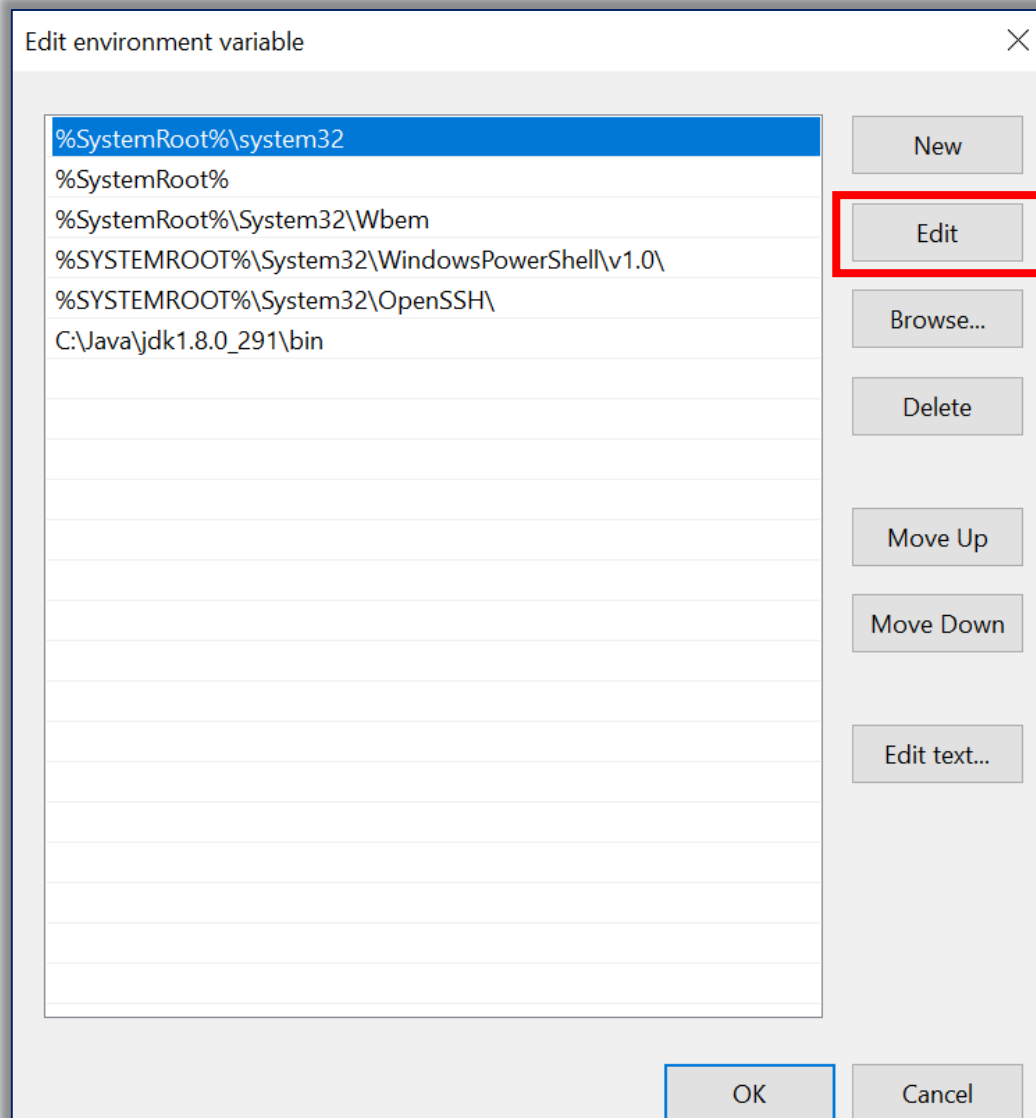 Edit environment variable
%SystemRoot%\system32
%SystemRoot%
%SystemRoot%\System32\Wbem
%SYSTEMROOT%\System32\WindowsPowerShell\v1.0\
%SYSTEMROOT%\System32\OpenSSH\
C:\Java\jdk1.8.0_291\bin
New
Edit
Browse...
Delete
Move Up
Move Down
Edit text...
OK
Cancel